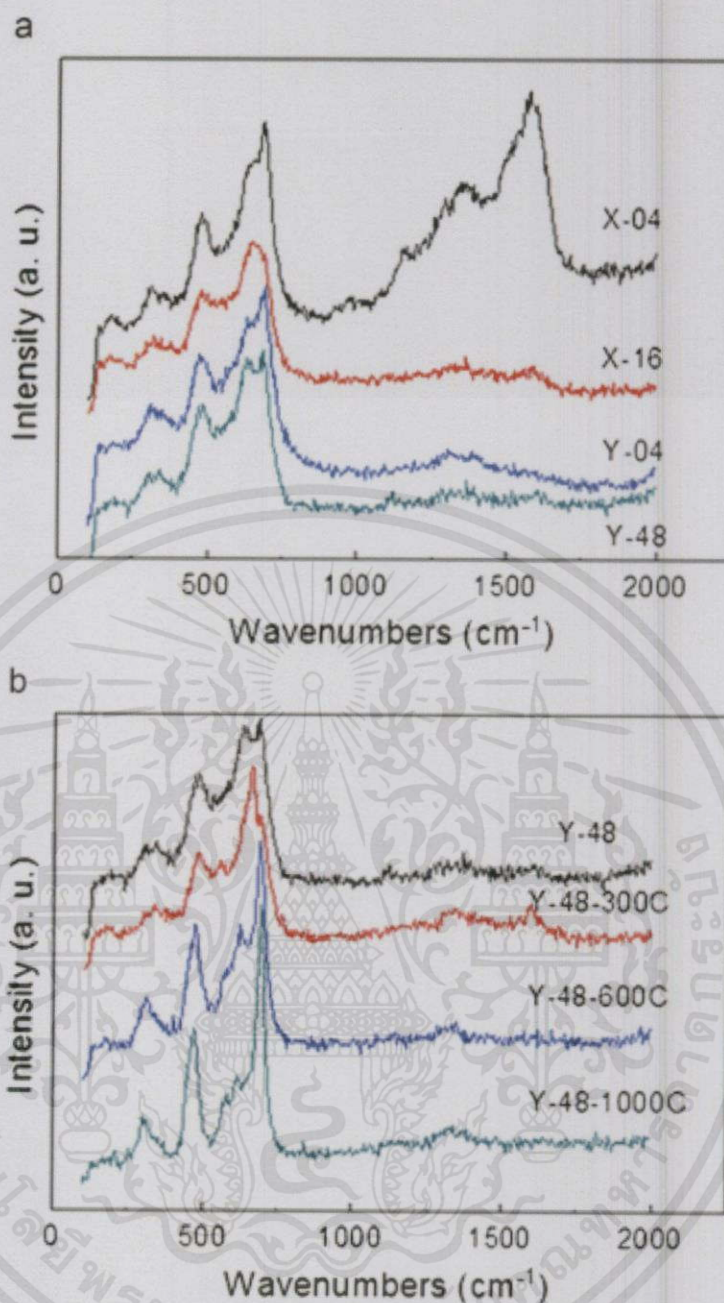 a
X-04
X-16
Y-04
Y-48
Intensity (a. u.)
0 500 1000 1500 2000
Wavenumbers (cm⁻¹)
b
Y-48
Y-48-300C
Y-48-600C
Y-48-1000C
Intensity (a. u.)
0 500 1000 1500 2000
Wavenumbers (cm⁻¹)